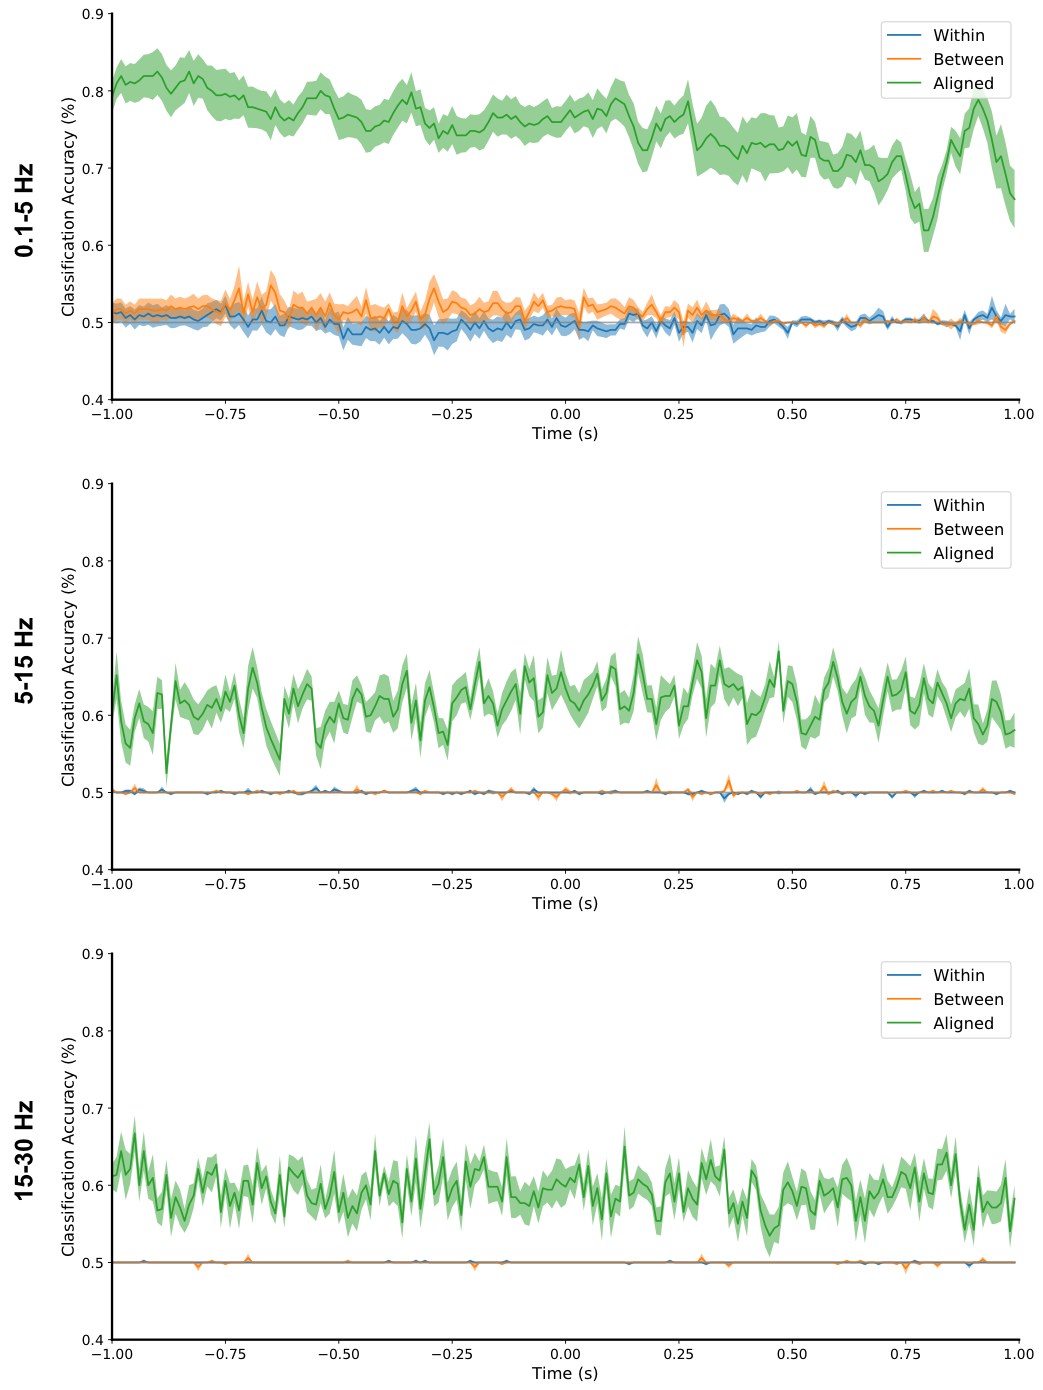 0.1-5 Hz
Classification Accuracy (%)
0.9
0.8
0.7
0.6
0.5
0.4
Within
Between
Aligned
−1.00 −0.75 −0.50 −0.25 0.00 0.25 0.50 0.75 1.00
Time (s)
5-15 Hz
Classification Accuracy (%)
0.9
0.8
0.7
0.6
0.5
0.4
Within
Between
Aligned
−1.00 −0.75 −0.50 −0.25 0.00 0.25 0.50 0.75 1.00
Time (s)
15-30 Hz
Classification Accuracy (%)
0.9
0.8
0.7
0.6
0.5
0.4
Within
Between
Aligned
−1.00 −0.75 −0.50 −0.25 0.00 0.25 0.50 0.75 1.00
Time (s)